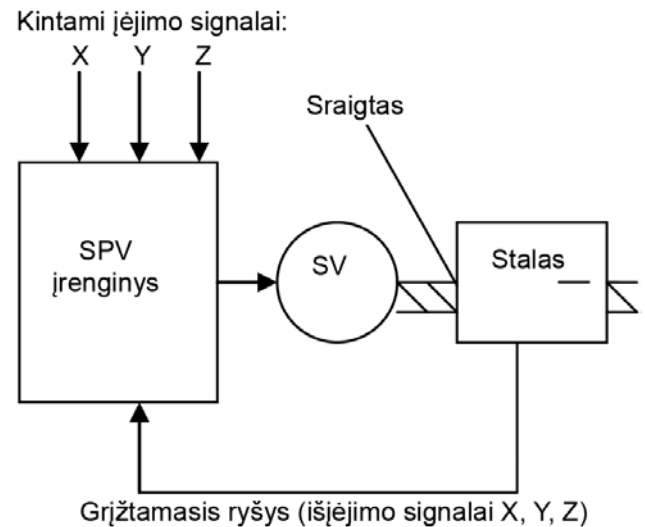 Kintami įėjimo signalai:
X Y Z
Sraigtas
SPV
įrenginys
SV
Stalas
Grįžtamasis ryšys (išėjimo signalai X, Y, Z)